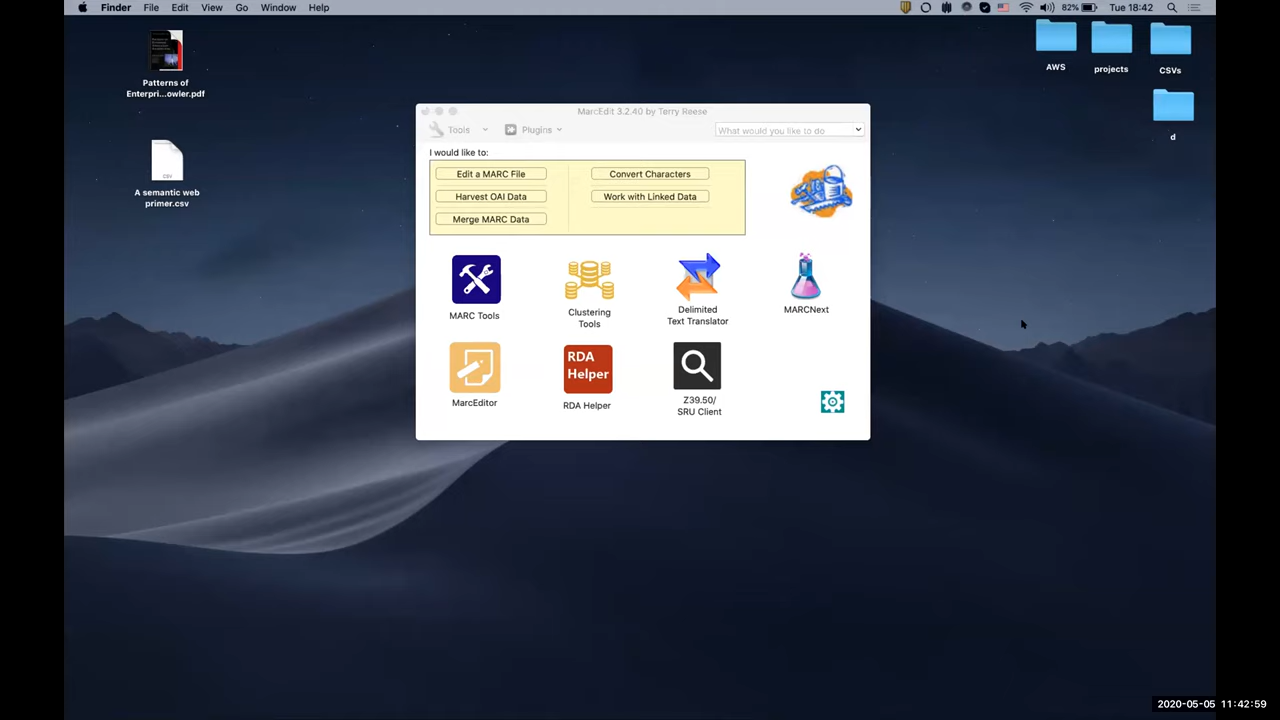 Finder File Edit View Go Window Help
82% Tue 18:42
Patterns of
Enterpri...owler.pdf
A semantic web
primer.csv
AWS
projects
CSVs
d
MarcEdit 3.2.40 by Terry Reese
Tools
Plugins
What would you like to do
I would like to:
Edit a MARC File
Convert Characters
Harvest OAI Data
Work with Linked Data
Merge MARC Data
MARC Tools
Clustering
Tools
Delimited
Text Translator
MARCNext
MarcEditor
RDA
Helper
RDA Helper
Z39.50/
SRU Client
2020-05-05 11:42:59